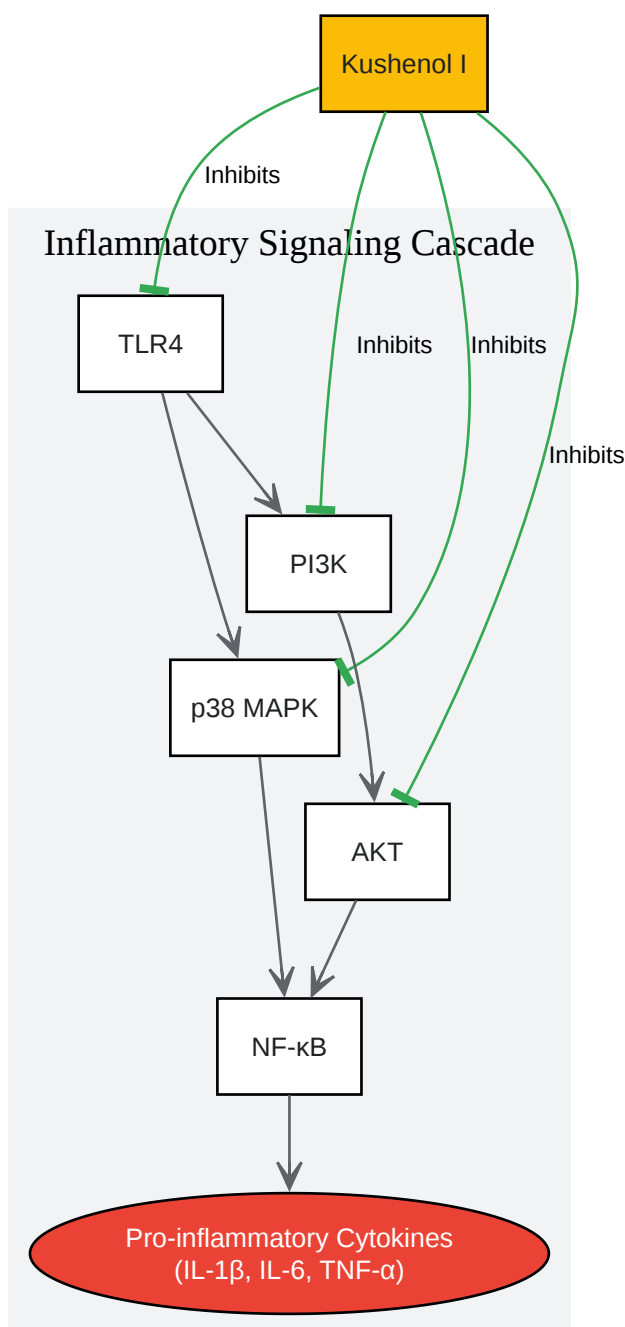 Kushenol I
Inhibits
Inflammatory Signaling Cascade
TLR4
Inhibits
Inhibits
Inhibits
PI3K
p38 MAPK
AKT
NF-κB
Pro-inflammatory Cytokines
(IL-1β, IL-6, TNF-α)